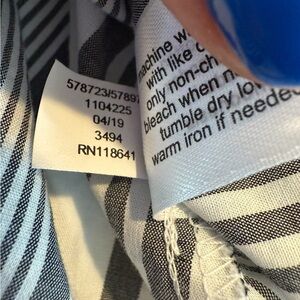 578723/57897
1104225
04/19
3494
RN118641
machine
with like
only non-ch
bleach when
tumble dry low
warm iron if needed